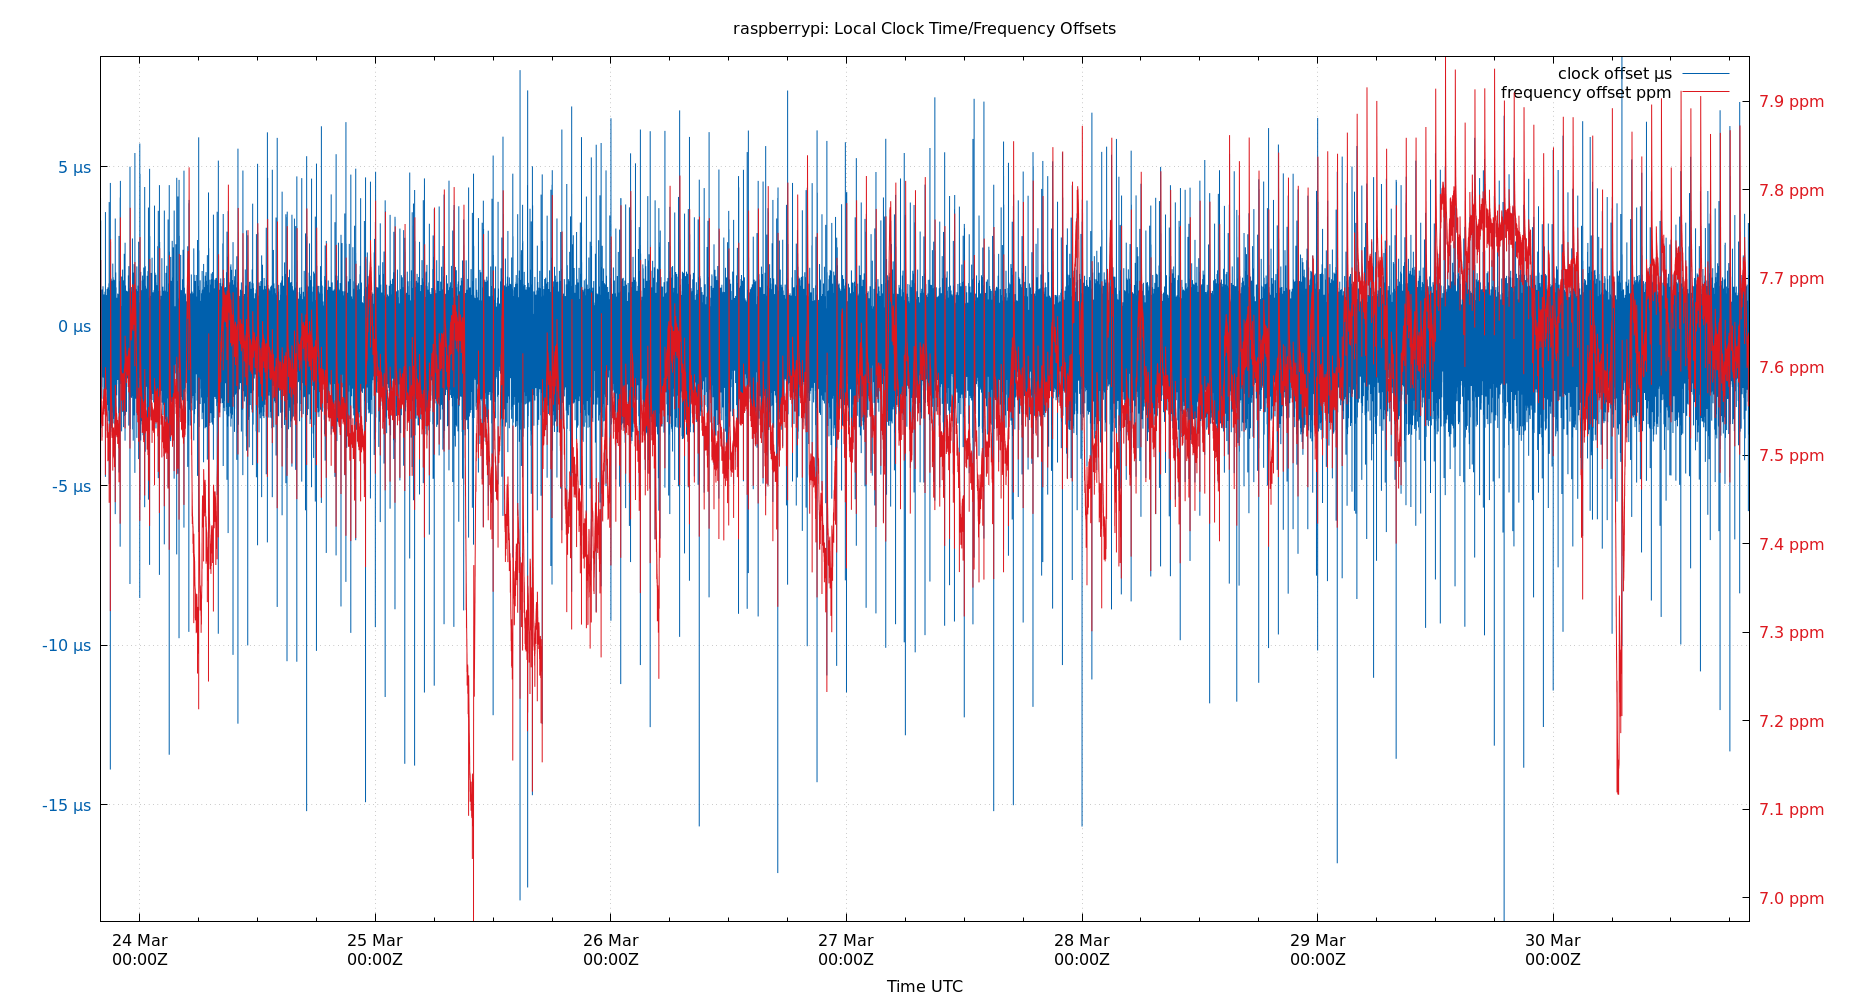 raspberrypi: Local Clock Time/Frequency Offsets
clock offset µs
frequency offset ppm
5 µs
0 µs
-5 µs
-10 µs
-15 µs
7.9 ppm
7.8 ppm
7.7 ppm
7.6 ppm
7.5 ppm
7.4 ppm
7.3 ppm
7.2 ppm
7.1 ppm
7.0 ppm
24 Mar
00:00Z
25 Mar
00:00Z
26 Mar
00:00Z
27 Mar
00:00Z
28 Mar
00:00Z
29 Mar
00:00Z
30 Mar
00:00Z
Time UTC